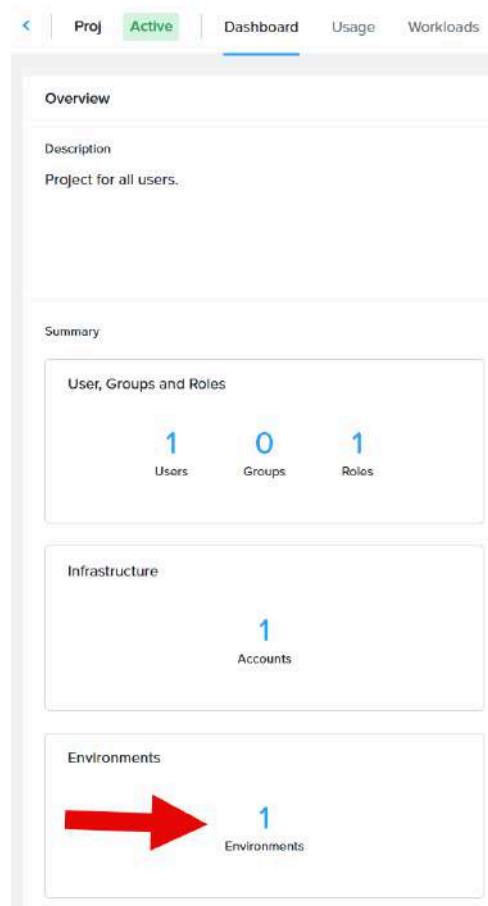 Proj Active Dashboard Usage Workloads
Overview
Description
Project for all users.
Summary
User, Groups and Roles
1 0 1
Users Groups Roles
Infrastructure
1
Accounts
Environments
1
Environments